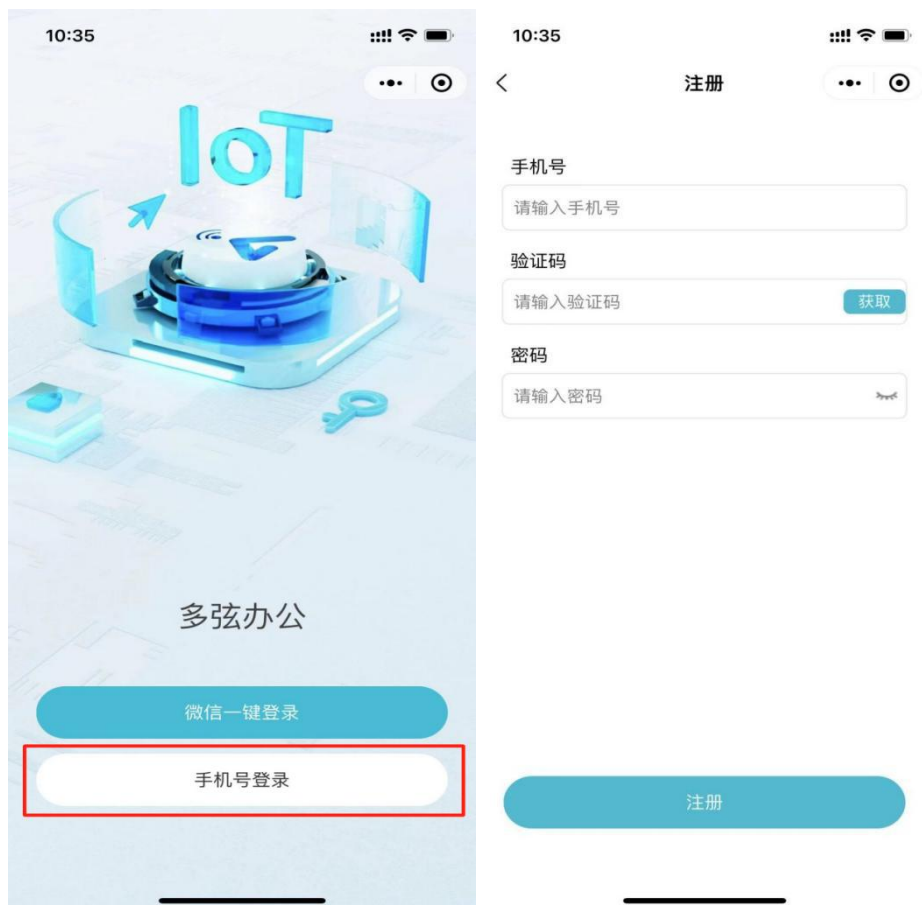 10:35
IoT
多弦办公
微信一键登录
手机号登录
10:35
注册
手机号
请输入手机号
验证码
请输入验证码
获取
密码
请输入密码
注册